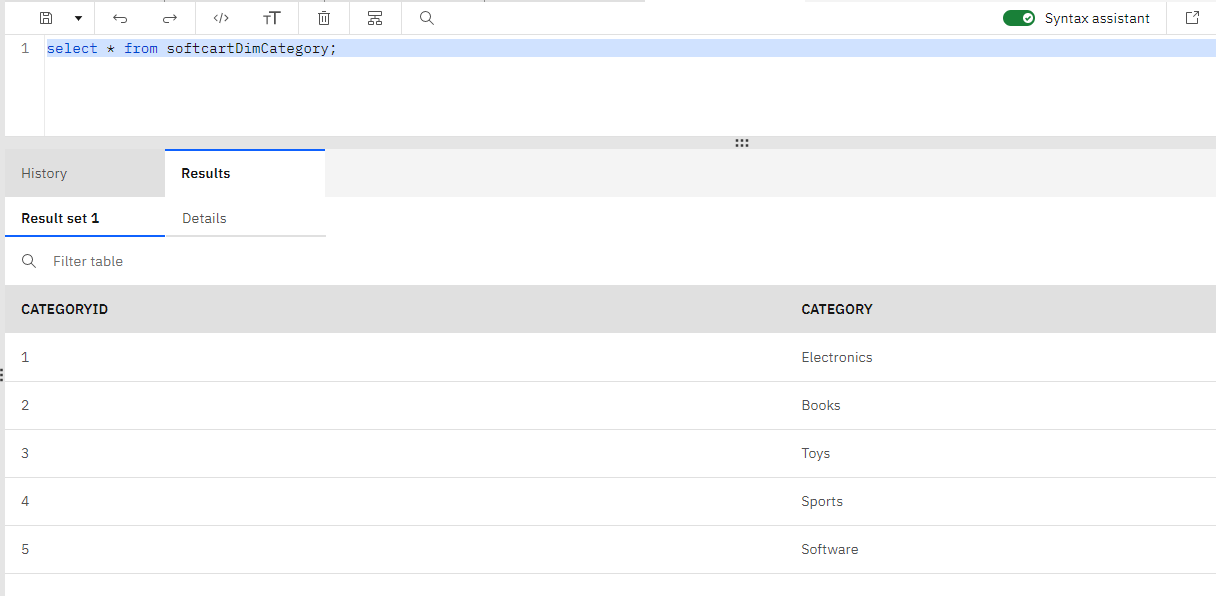 </> TT Syntax assistant
1 select * from softcartDimCategory;
History Results
Result set 1 Details
Filter table
CATEGORYID CATEGORY
1 Electronics
2 Books
3 Toys
4 Sports
5 Software